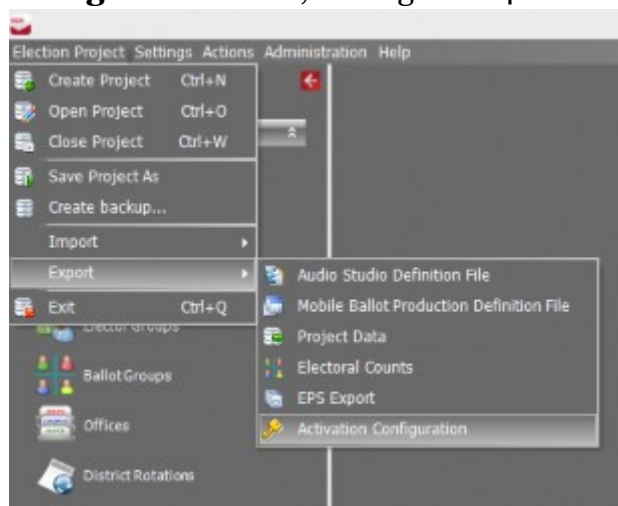 Election Project Settings Actions Administration Help
Create Project Ctrl+N
Open Project Ctrl+O
Close Project Ctrl+W
Save Project As
Create backup...
Import
Export
Exit Ctrl+Q
Audio Studio Definition File
Mobile Ballot Production Definition File
Project Data
Electoral Counts
EPS Export
Activation Configuration
Elector Groups
Ballot Groups
Offices
District Rotations